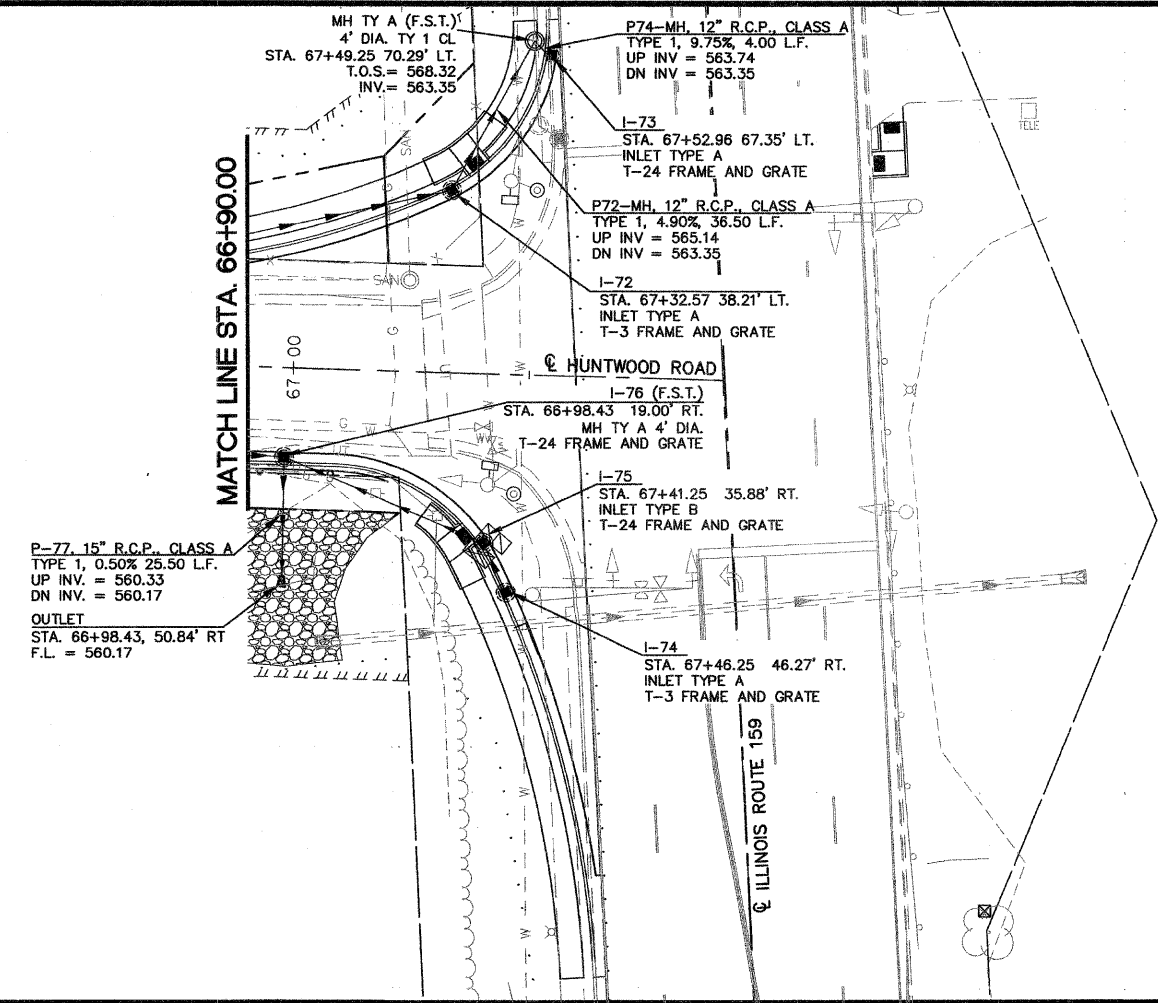 MH TY A (F.S.T.)
4' DIA. TY 1 CL
STA. 67+49.25 70.29' LT.
T.O.S.= 568.32
INV.= 563.35
P74-MH, 12" R.C.P., CLASS A
TYPE 1, 9.75%, 4.00 L.F.
UP INV = 563.74
DN INV = 563.35
I-73
STA. 67+52.96 67.35' LT.
INLET TYPE A
T-24 FRAME AND GRATE
TELE
P72-MH, 12" R.C.P., CLASS A
TYPE 1, 4.90%, 36.50 L.F.
UP INV = 565.14
DN INV = 563.35
SAN
SAN
I-72
STA. 67+32.57 38.21' LT.
INLET TYPE A
T-3 FRAME AND GRATE
MATCH LINE STA. 66+90.00
67+00
℄ HUNTWOOD ROAD
I-76 (F.S.T.)
STA. 66+98.43 19.00' RT.
MH TY A 4' DIA.
T-24 FRAME AND GRATE
I-75
STA. 67+41.25 35.88' RT.
INLET TYPE B
T-24 FRAME AND GRATE
P-77, 15" R.C.P., CLASS A
TYPE 1, 0.50% 25.50 L.F.
UP INV. = 560.33
DN INV. = 560.17
OUTLET
STA. 66+98.43, 50.84' RT
F.L. = 560.17
I-74
STA. 67+46.25 46.27' RT.
INLET TYPE A
T-3 FRAME AND GRATE
℄ ILLINOIS ROUTE 159